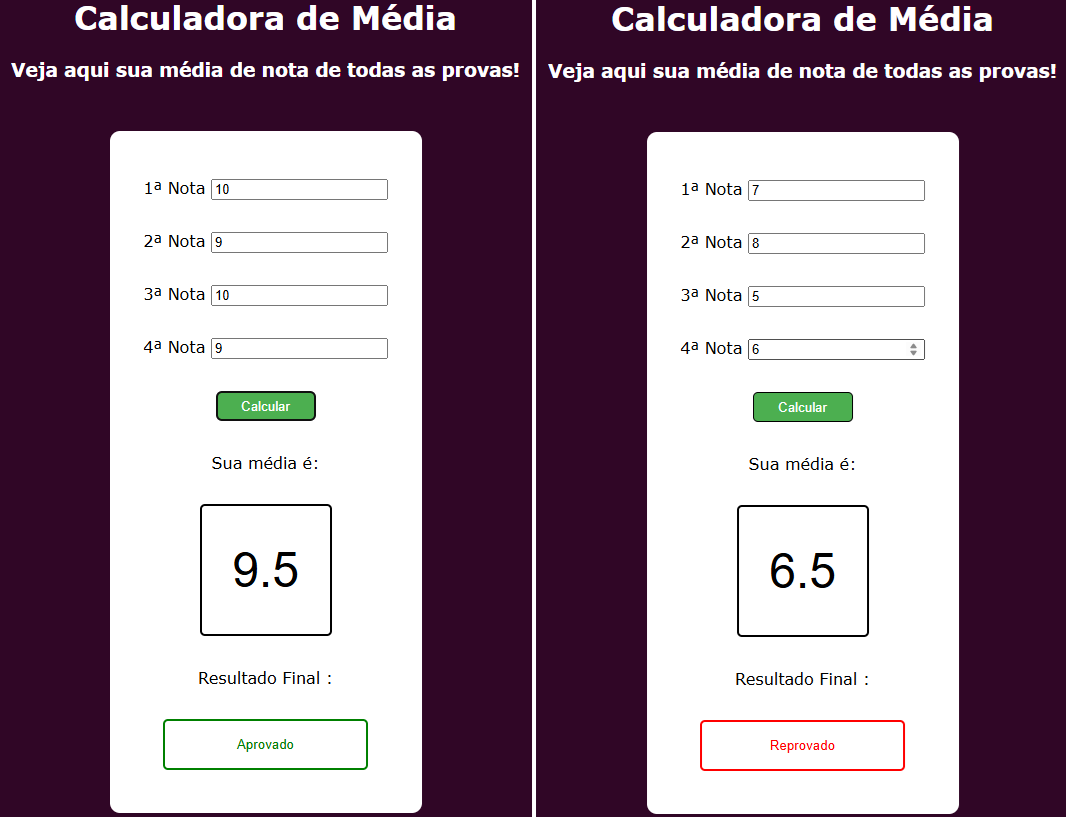 Calculadora de Média
Veja aqui sua média de nota de todas as provas!
1ª Nota 10
2ª Nota 9
3ª Nota 10
4ª Nota 9
Calcular
Sua média é:
9.5
Resultado Final :
Aprovado
Calculadora de Média
Veja aqui sua média de nota de todas as provas!
1ª Nota 7
2ª Nota 8
3ª Nota 5
4ª Nota 6
Calcular
Sua média é:
6.5
Resultado Final :
Reprovado